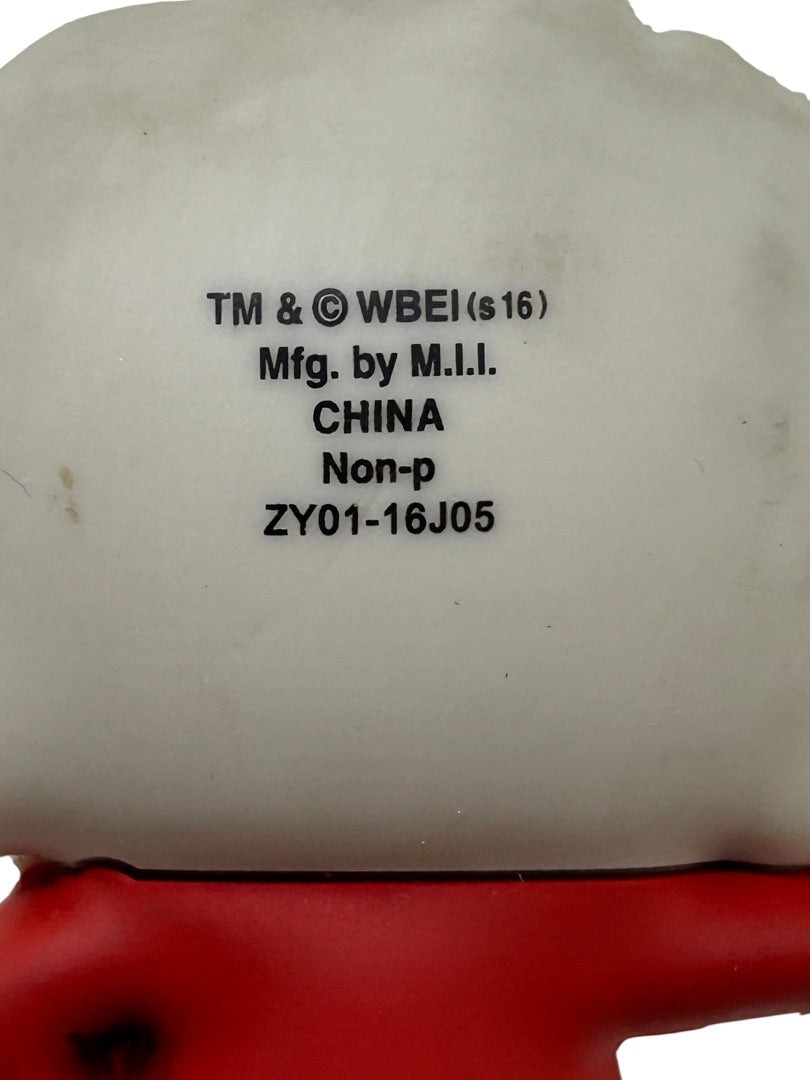 TM & © WBEI (s16)
Mfg. by M.I.I.
CHINA
Non-p
ZY01-16J05